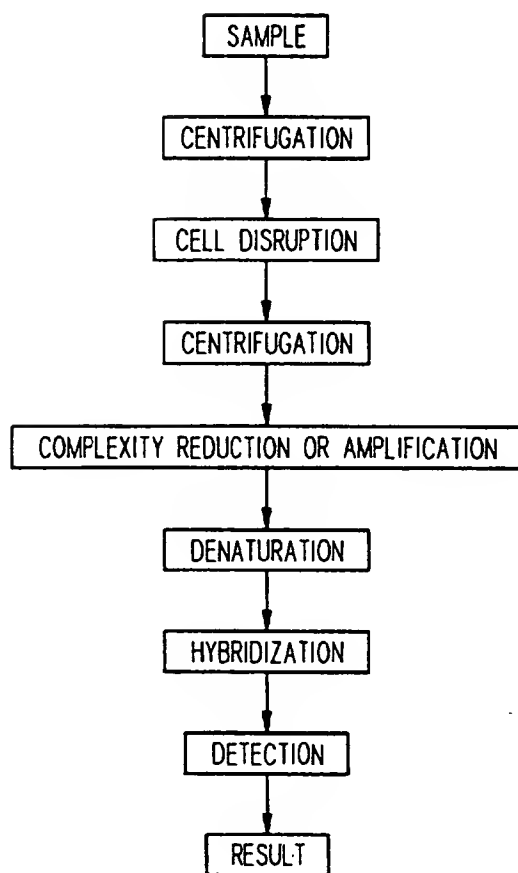 SAMPLE
CENTRIFUGATION
CELL DISRUPTION
CENTRIFUGATION
COMPLEXITY REDUCTION OR AMPLIFICATION
DENATURATION
HYBRIDIZATION
DETECTION
RESULT